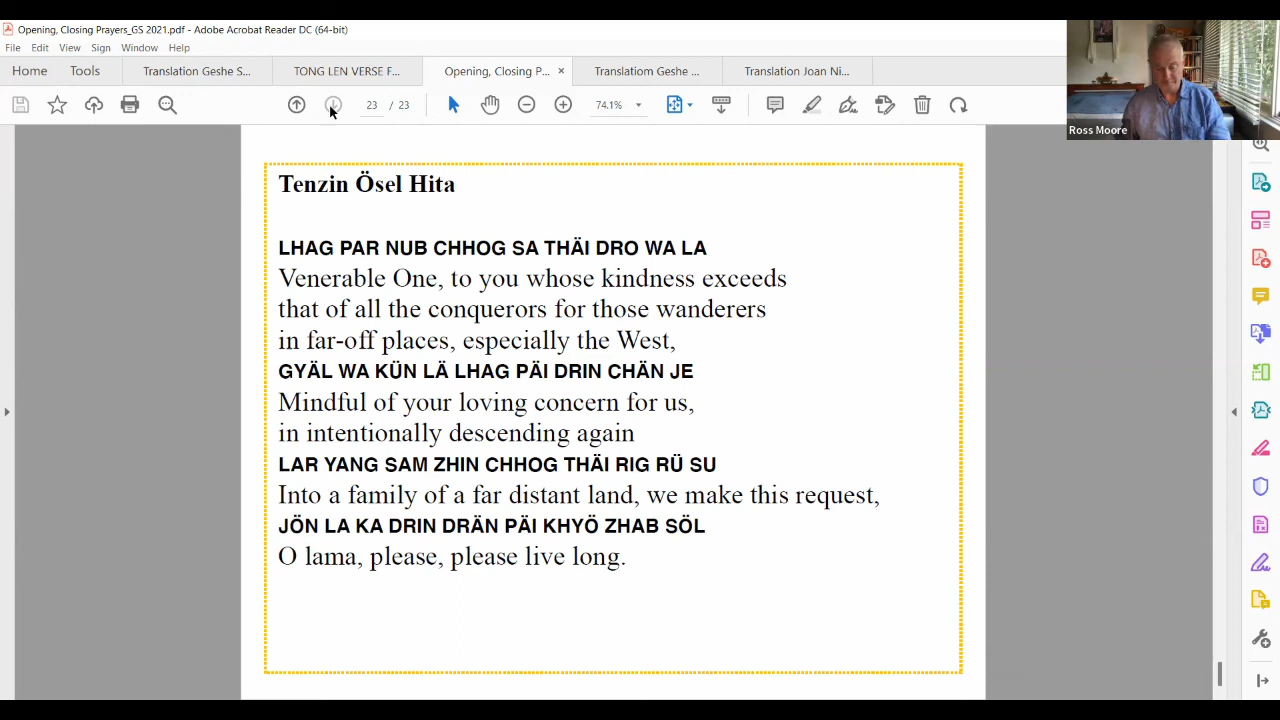 Opening, Closing Prayers_GS 2021.pdf - Adobe Acrobat Reader DC (64-bit)
File Edit View Sign Window Help
Home Tools Translation Geshe S... TONG LEN VERSE F... Opening, Closing P... × Translatiom Geshe ... Translation Joan Ni...
23 / 23 74.1%
Ross Moore
Tenzin Ösel Hita
LHAG PAR NUB CHHOG SA THÄI DRO WA LA
Venerable One, to you whose kindness exceeds
that of all the conquerors for those wanderers
in far-off places, especially the West,
GYÄL WA KÜN LÄ LHAG PÄI DRIN CHÄN JE
Mindful of your loving concern for us,
in intentionally descending again
LAR YANG SAM ZHIN CHHOG THÄI RIG RÜ SU
Into a family of a far distant land, we make this request,
JÖN LA KA DRIN DRÄN PÄI KHYÖ ZHAB SÖL
O lama, please, please live long.